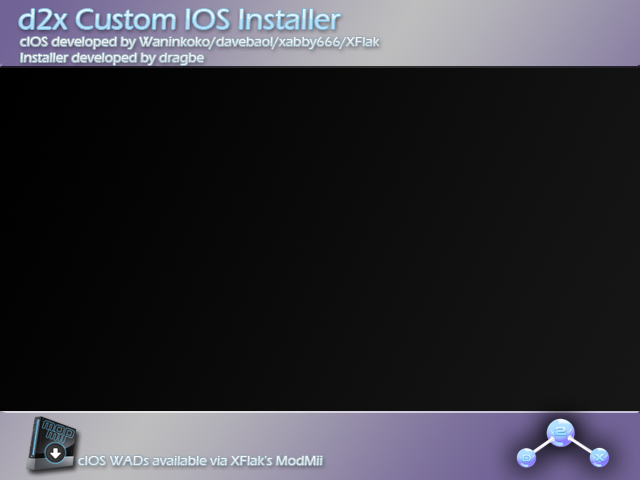 d2x Custom IOS Installer
cIOS developed by Waninkoko/davebaol/xabby666/XFlak
Installer developed by dragbe
mod
mii
cIOS WADs available via XFlak's ModMii
2
D X